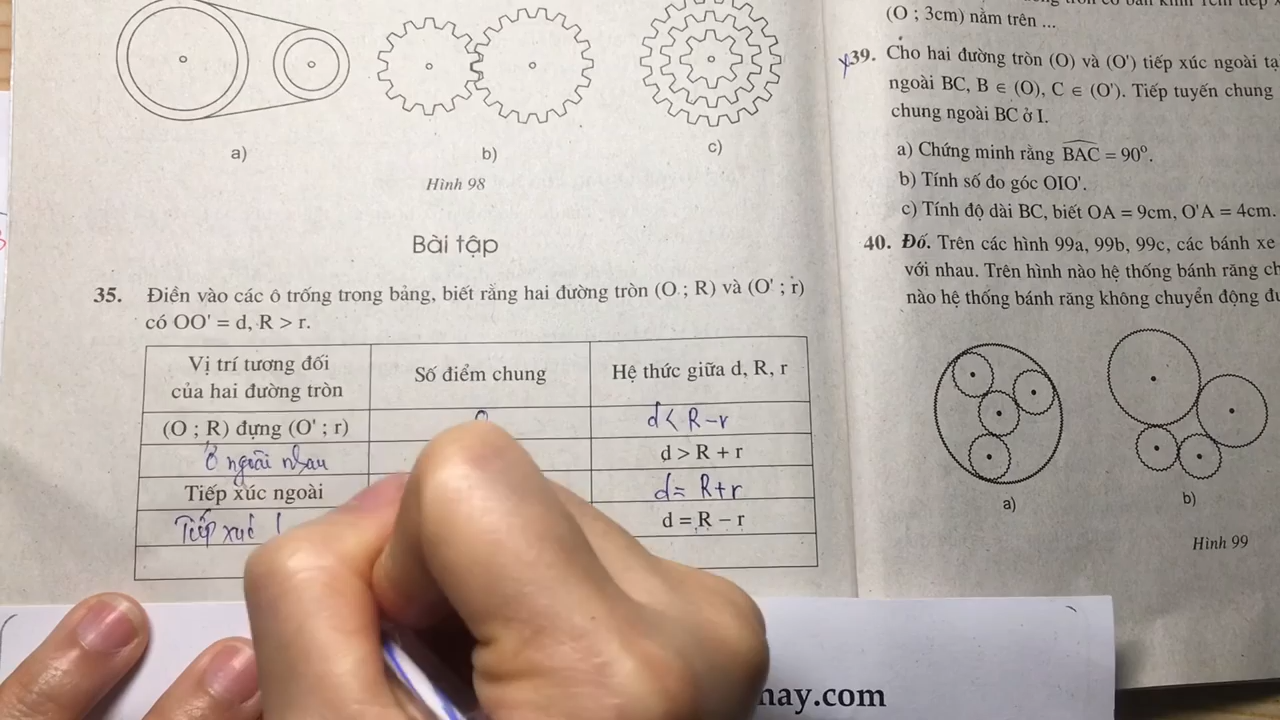 a)
b)
c)
Hình 98
Bài tập
35. Điền vào các ô trống trong bảng, biết rằng hai đường tròn (O ; R) và (O' ; r)
có OO' = d, R > r.
Vị trí tương đối
của hai đường tròn
Số điểm chung
Hệ thức giữa d, R, r
(O ; R) đựng (O' ; r)
d < R - r
Ở ngoài nhau
d > R + r
Tiếp xúc ngoài
d = R + r
Tiếp xúc
d = R - r
hay.com
(O ; 3cm) nằm trên ...
39. Cho hai đường tròn (O) và (O') tiếp xúc ngoài tạ
ngoài BC, B ∈ (O), C ∈ (O'). Tiếp tuyến chung
chung ngoài BC ở I.
a) Chứng minh rằng BAC = 90°.
b) Tính số đo góc OIO'.
c) Tính độ dài BC, biết OA = 9cm, O'A = 4cm.
40. Đố. Trên các hình 99a, 99b, 99c, các bánh xe
với nhau. Trên hình nào hệ thống bánh răng ch
nào hệ thống bánh răng không chuyển động đư
a)
b)
Hình 99